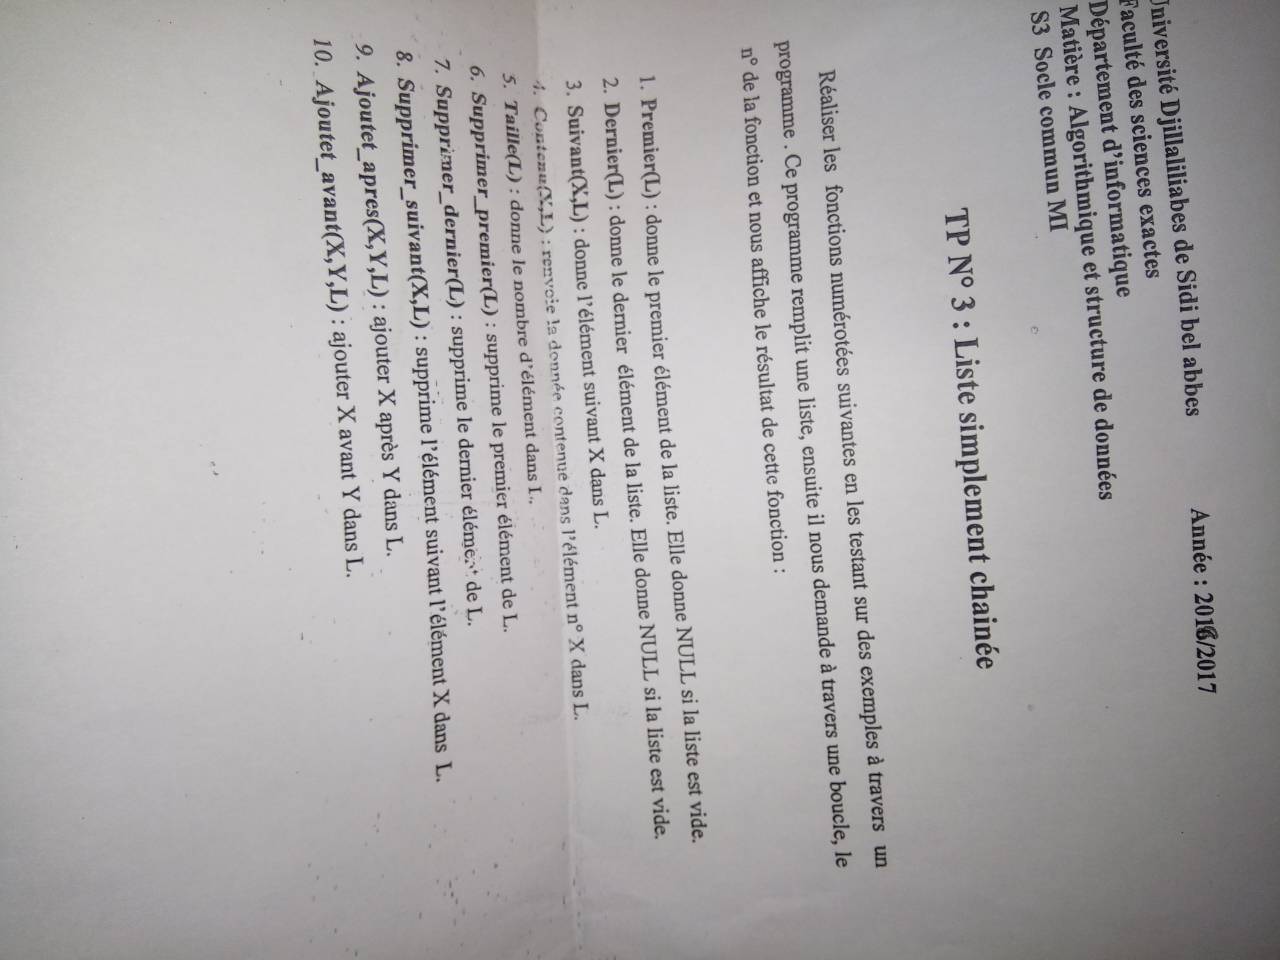 Université Djillaliliabes de Sidi bel abbes
Année : 2016/2017
Faculté des sciences exactes
Département d'informatique
Matière : Algorithmique et structure de données
S3 Socle commun MI
TP N° 3 : Liste simplement chainée
Réaliser les fonctions numérotées suivantes en les testant sur des exemples à travers un
programme . Ce programme remplit une liste, ensuite il nous demande à travers une boucle, le
n° de la fonction et nous affiche le résultat de cette fonction :
1. Premier(L) : donne le premier élément de la liste. Elle donne NULL si la liste est vide.
2. Dernier(L) : donne le dernier élément de la liste. Elle donne NULL si la liste est vide.
3. Suivant(X,L) : donne l'élément suivant X dans L.
4. Contenu(X,L) : renvoie la donnée contenue dans l'élément n° X dans L.
5. Taille(L) : donne le nombre d'élément dans L.
6. Supprimer_premier(L) : supprime le premier élément de L.
7. Supprimer_dernier(L) : supprime le dernier élément de L.
8. Supprimer_suivant(X,L) : supprime l'élément suivant l'élément X dans L.
9. Ajoutet_apres(X,Y,L) : ajouter X après Y dans L.
10. Ajoutet_avant(X,Y,L) : ajouter X avant Y dans L.